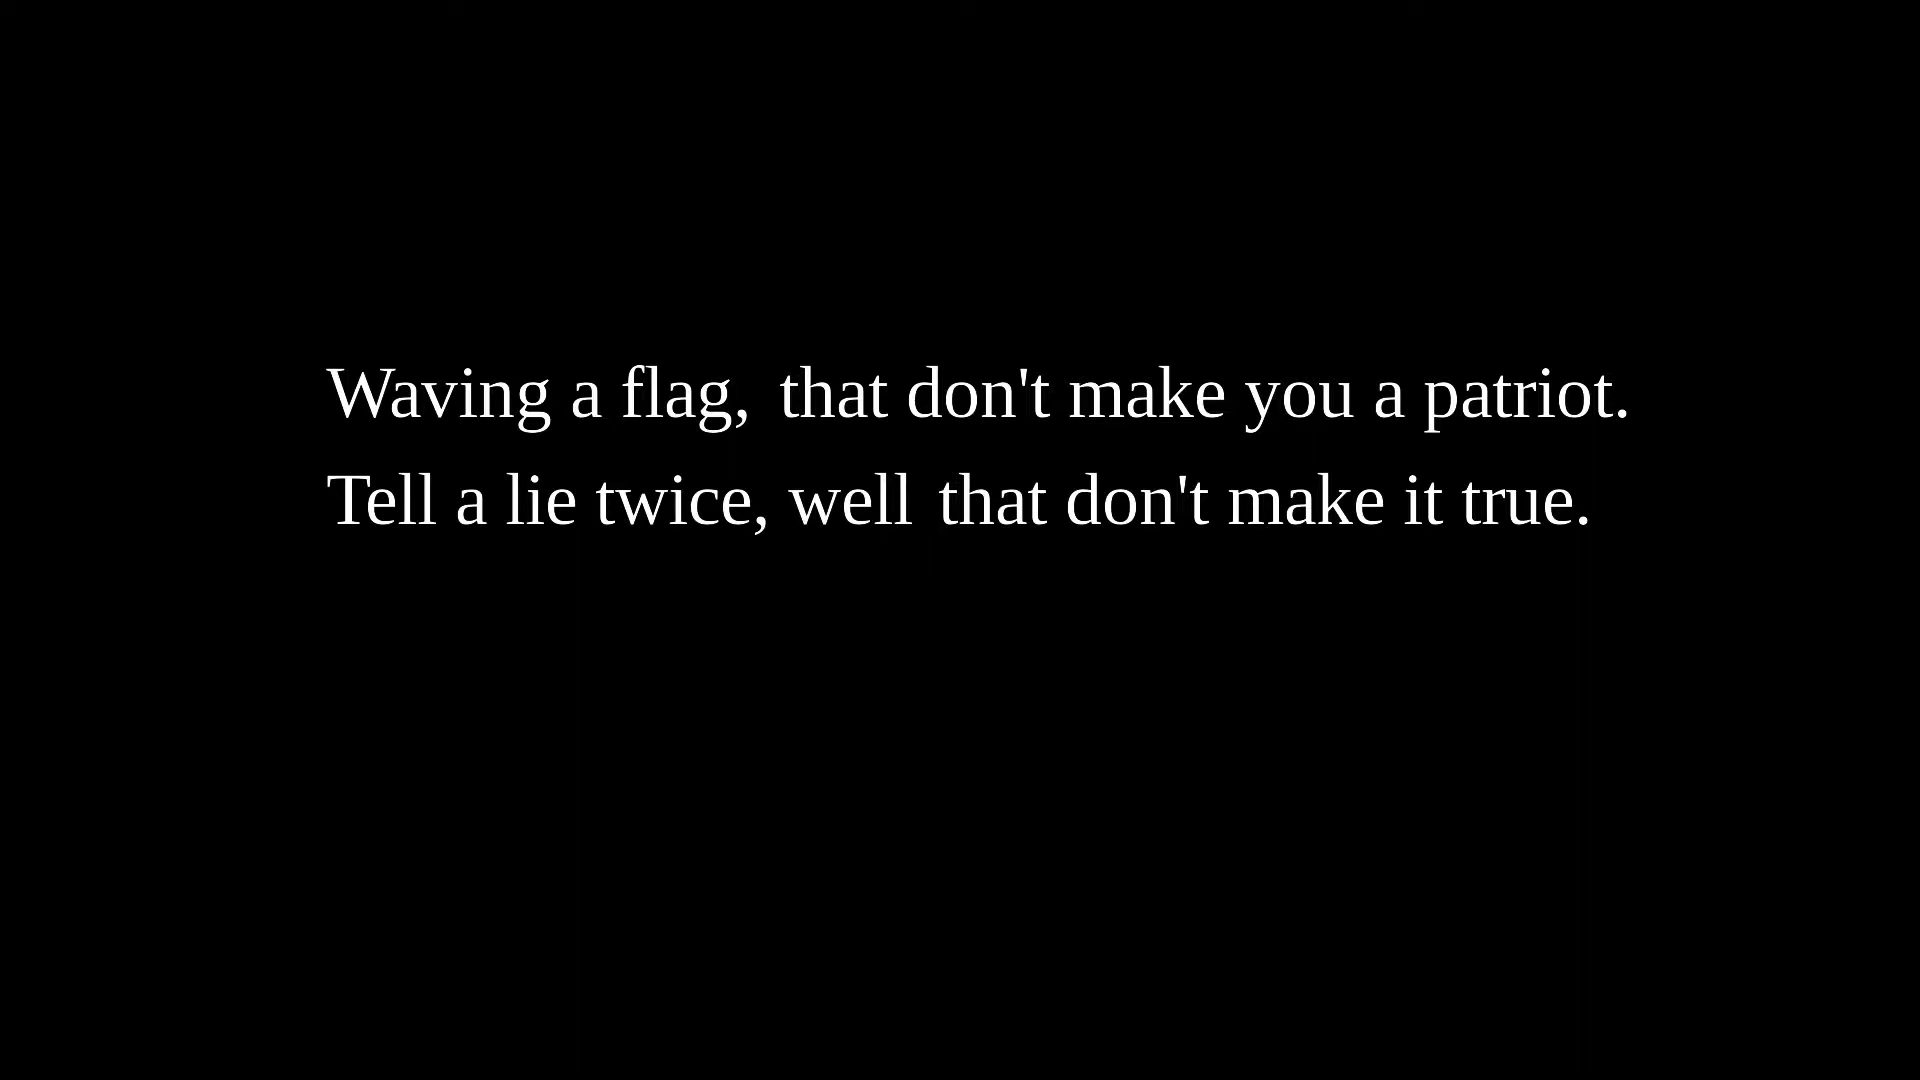 Waving a flag, that don't make you a patriot.
Tell a lie twice, well that don't make it true.